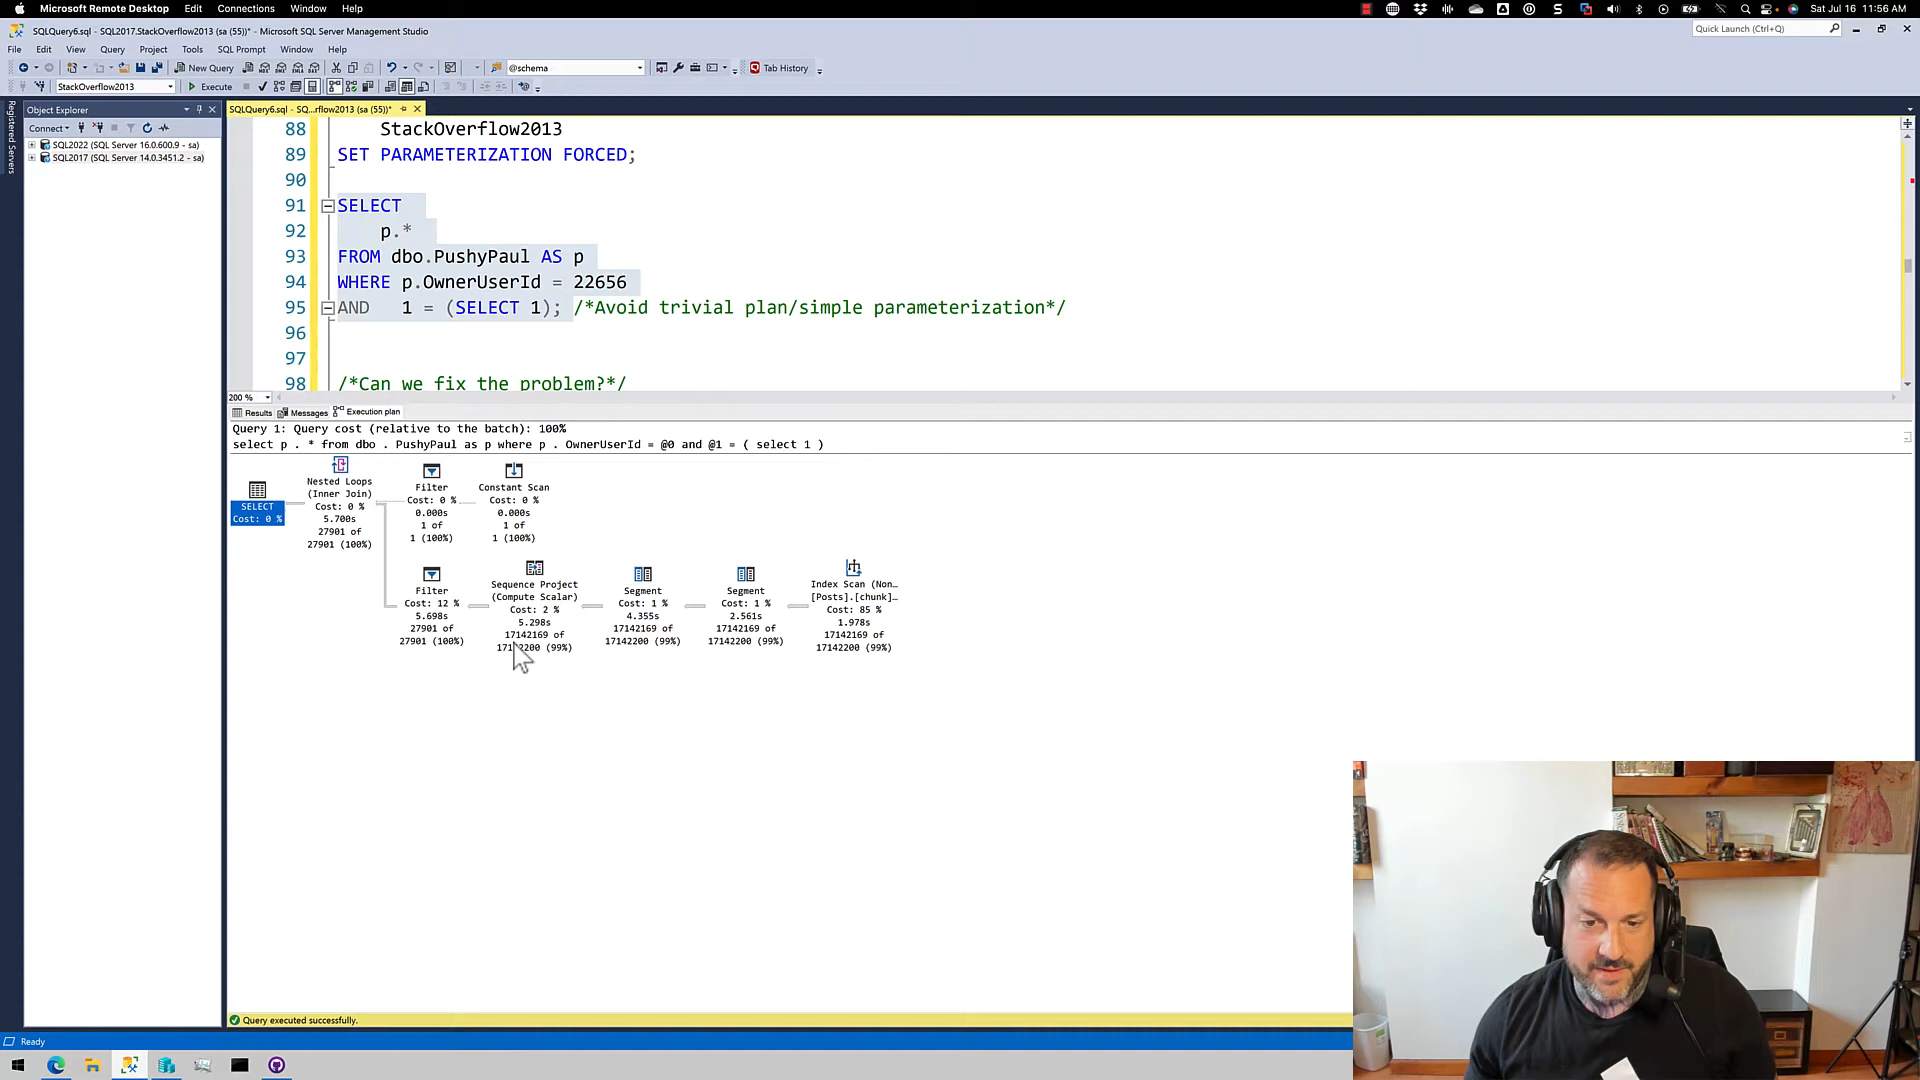 Microsoft Remote Desktop Edit Connections Window Help
Sat Jul 16 11:56 AM
SQLQuery6.sql - SQL2017.StackOverflow2013 (sa (55))* - Microsoft SQL Server Management Studio
Quick Launch (Ctrl+Q)
File Edit View Query Project Tools SQL Prompt Window Help
New Query
@schema
Tab History
StackOverflow2013
Execute
Registered Servers
Object Explorer
SQLQuery6.sql - SQ...rflow2013 (sa (55))*
Connect
SQL2022 (SQL Server 16.0.600.9 - sa)
SQL2017 (SQL Server 14.0.3451.2 - sa)
88 StackOverflow2013
89 SET PARAMETERIZATION FORCED;
90
91 SELECT
92 p.*
93 FROM dbo.PushyPaul AS p
94 WHERE p.OwnerUserId = 22656
95 AND 1 = (SELECT 1); /*Avoid trivial plan/simple parameterization*/
96
97
98 /*Can we fix the problem?*/
200 %
Results Messages Execution plan
Query 1: Query cost (relative to the batch): 100%
select p . * from dbo . PushyPaul as p where p . OwnerUserId = @0 and @1 = ( select 1 )
SELECT
Cost: 0 %
Nested Loops
(Inner Join)
Cost: 0 %
5.700s
27901 of
27901 (100%)
Filter
Cost: 0 %
0.000s
1 of
1 (100%)
Constant Scan
Cost: 0 %
0.000s
1 of
1 (100%)
Filter
Cost: 12 %
5.698s
27901 of
27901 (100%)
Sequence Project
(Compute Scalar)
Cost: 2 %
5.298s
17142169 of
17142200 (99%)
Segment
Cost: 1 %
4.355s
17142169 of
17142200 (99%)
Segment
Cost: 1 %
2.561s
17142169 of
17142200 (99%)
Index Scan (Non…
[Posts].[chunk]…
Cost: 85 %
1.978s
17142169 of
17142200 (99%)
Query executed successfully.
Ready